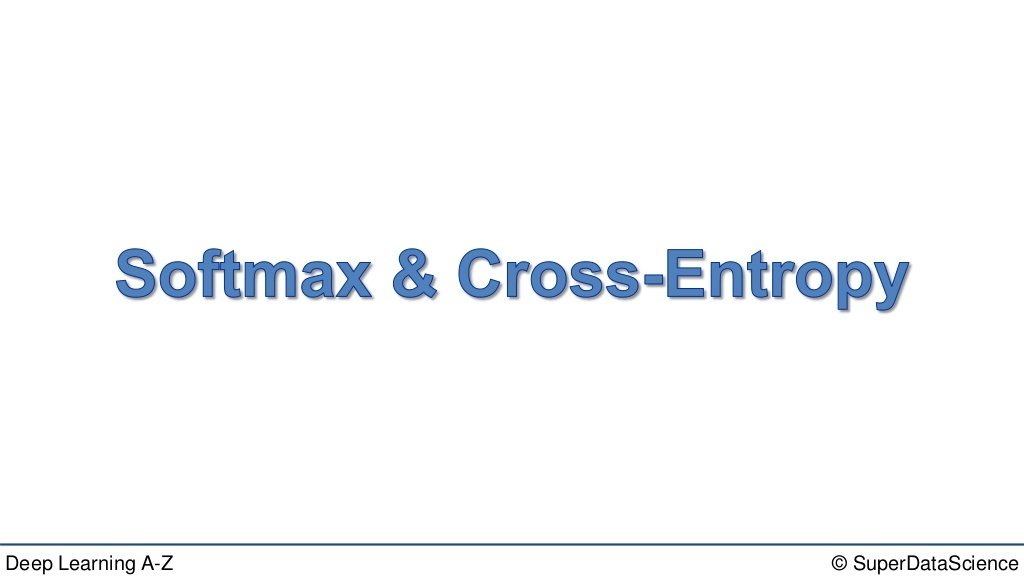 Softmax & Cross-Entropy
Deep Learning A-Z
© SuperDataScience